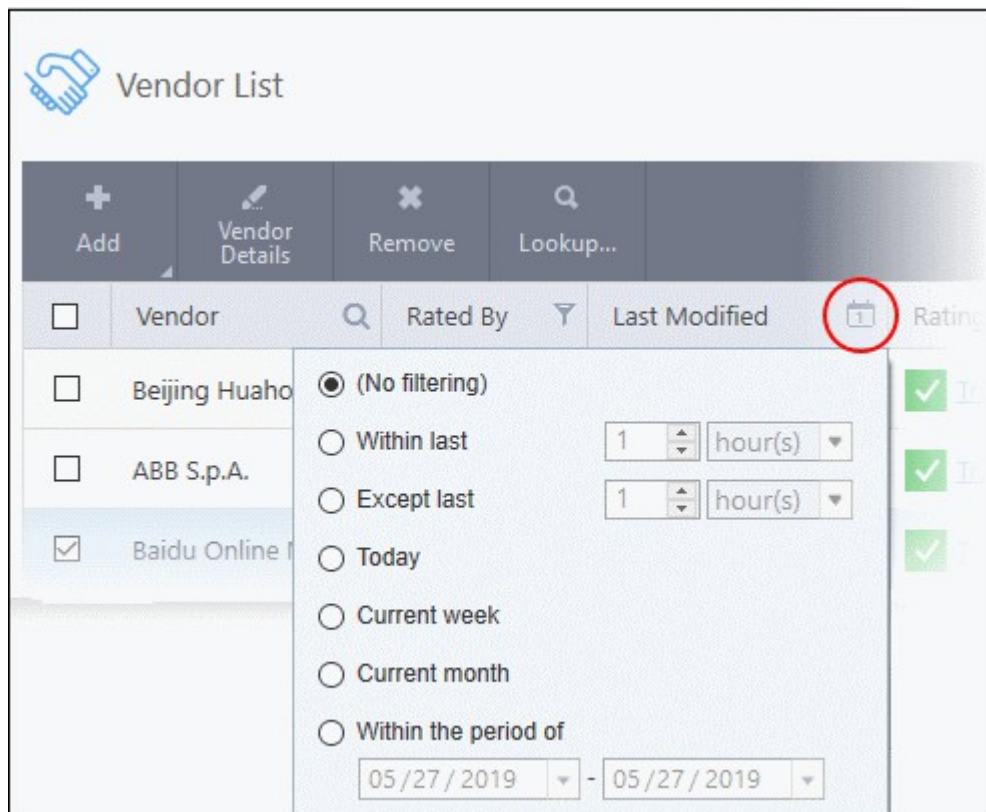 Vendor List
Add
Vendor
Details
Remove
Lookup...
Vendor Rated By Last Modified 1
Beijing Huaho
(No filtering)
Within last 1 hour(s)
ABB S.p.A.
Except last 1 hour(s)
Baidu Online
Today
Current week
Current month
Within the period of
05/27/2019 - 05/27/2019